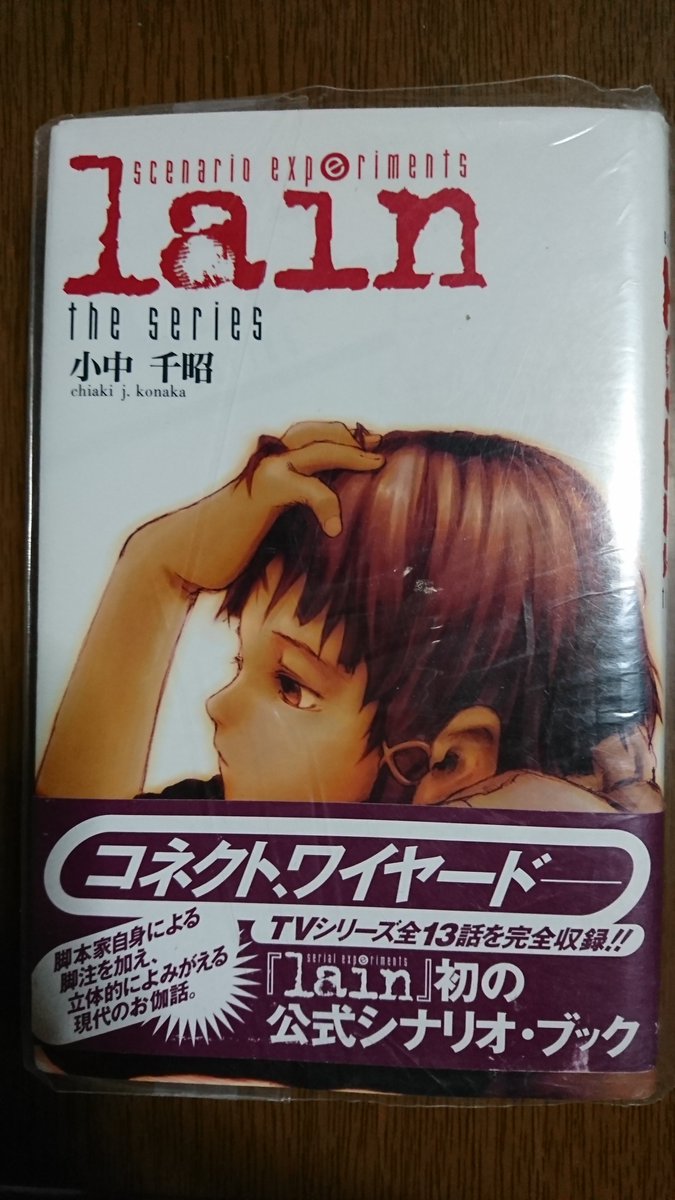 scenario experiments
lain
the series
小中 千昭
chiaki j. konaka
コネクト、ワイヤード
TVシリーズ全13話を完全収録!!
脚本家自身による
脚注を加え、
立体的によみがえる
現代のお伽話。
serial experiments
『lain』初の
公式シナリオ・ブック